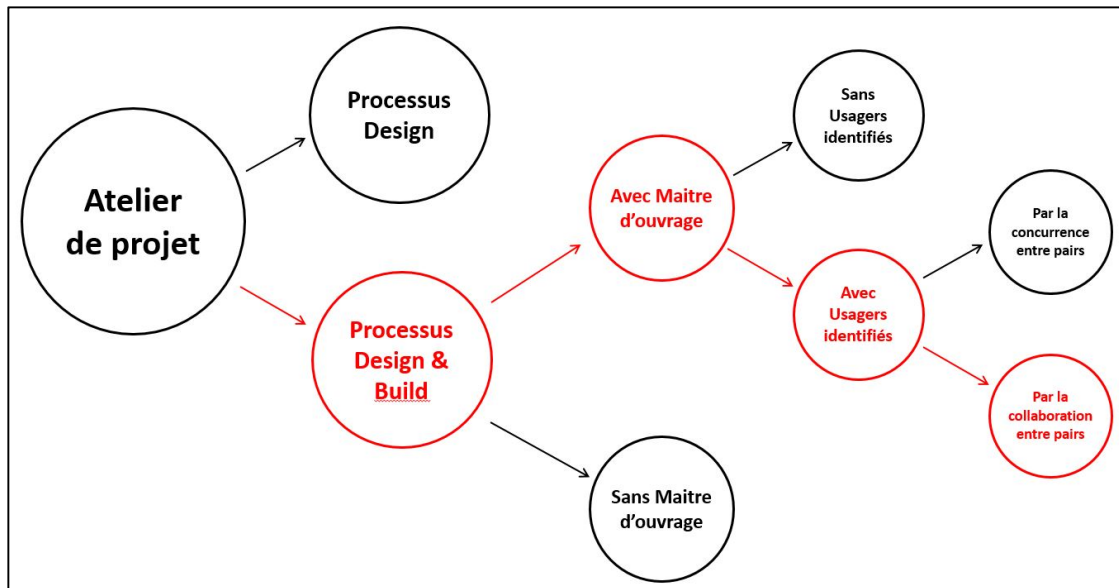 Atelier
de projet
Processus
Design
Processus
Design &
Build
Avec Maitre
d’ouvrage
Sans Maitre
d’ouvrage
Sans
Usagers
identifiés
Avec
Usagers
identifiés
Par la
concurrence
entre pairs
Par la
collaboration
entre pairs